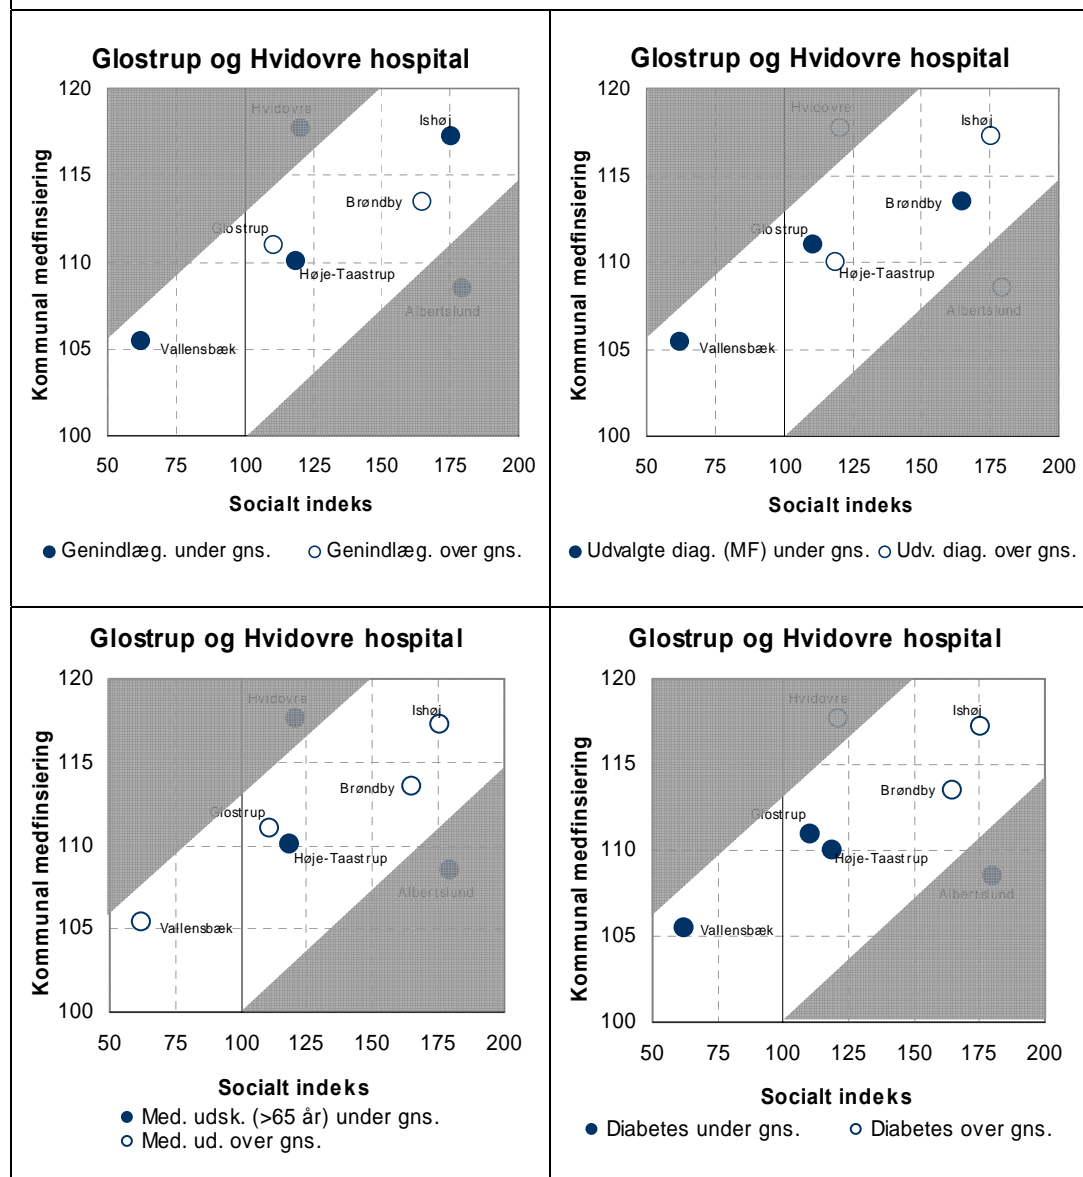 Glostrup og Hvidovre hospital
Kommunal medfinsiering
120
115
110
105
100
Hvidovre
Ishøj
Brøndby
Glostrup
Høje-Taastrup
Albertslund
Vallensbæk
50 75 100 125 150 175 200
Socialt indeks
Genindlæg. under gns. Genindlæg. over gns.
Glostrup og Hvidovre hospital
Kommunal medfinsiering
120
115
110
105
100
Hvidovre
Ishøj
Brøndby
Glostrup
Høje-Taastrup
Albertslund
Vallensbæk
50 75 100 125 150 175 200
Socialt indeks
Udvalgte diag. (MF) under gns. Udv. diag. over gns.
Glostrup og Hvidovre hospital
Kommunal medfinsiering
120
115
110
105
100
Hvidovre
Ishøj
Brøndby
Glostrup
Høje-Taastrup
Albertslund
Vallensbæk
50 75 100 125 150 175 200
Socialt indeks
Med. udsk. (>65 år) under gns.
Med. ud. over gns.
Glostrup og Hvidovre hospital
Kommunal medfinsiering
120
115
110
105
100
Hvidovre
Ishøj
Brøndby
Glostrup
Høje-Taastrup
Albertslund
Vallensbæk
50 75 100 125 150 175 200
Socialt indeks
Diabetes under gns. Diabetes over gns.